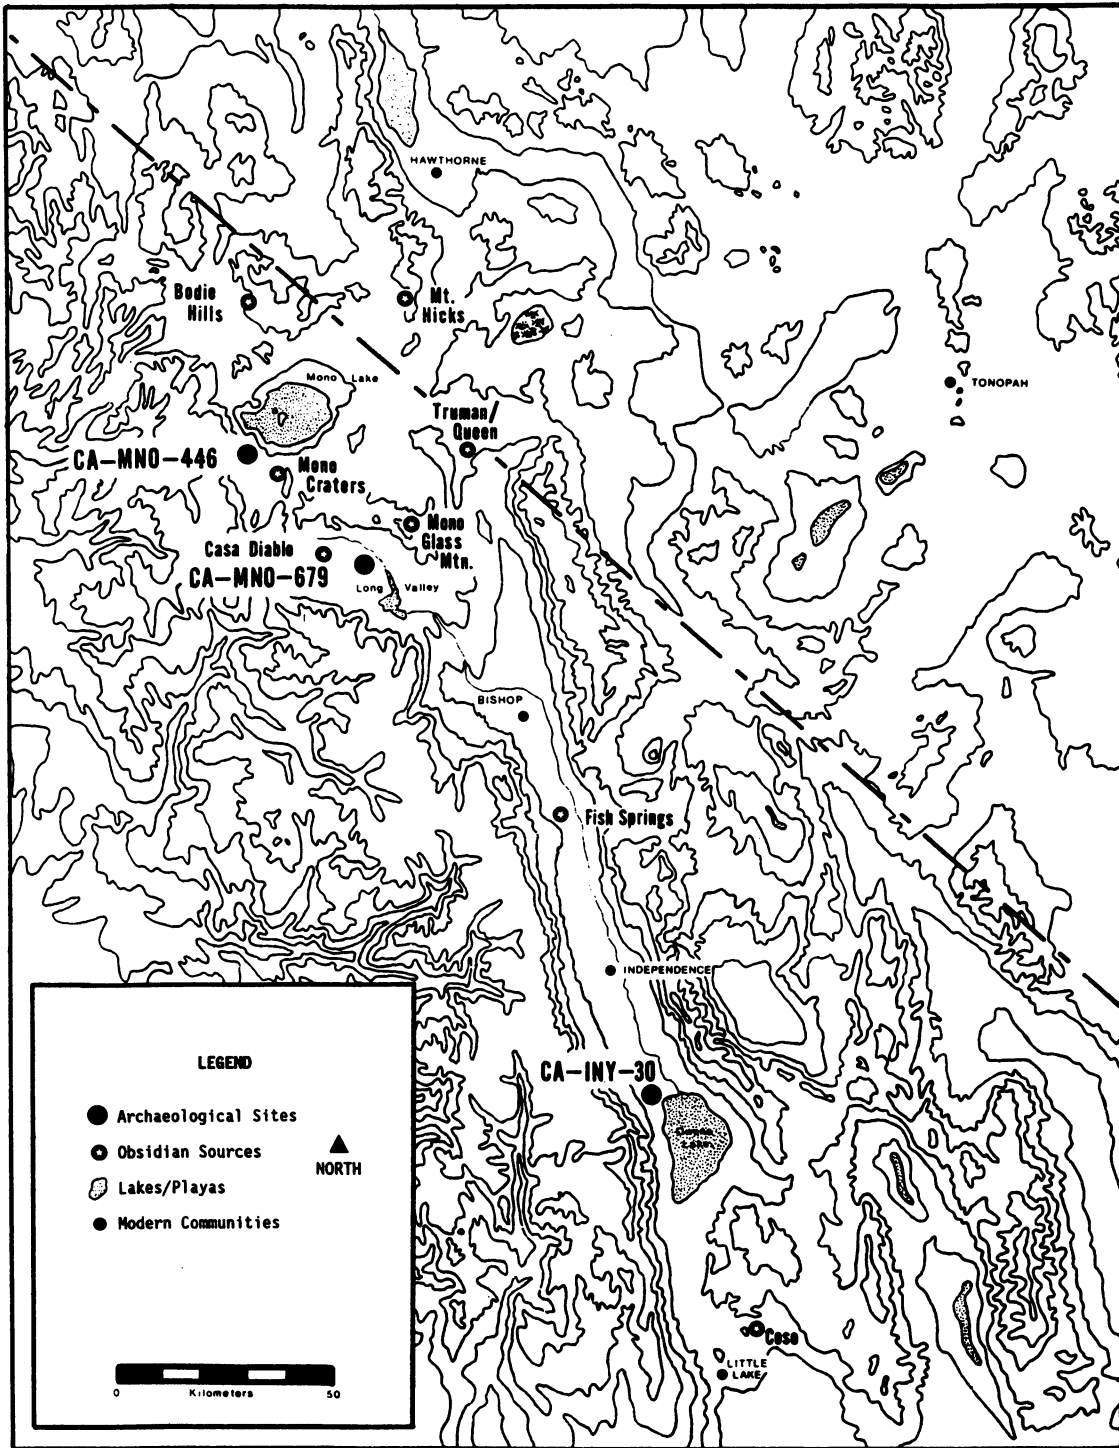 HAWTHORNE
Bodie
Hills
Mt.
Hicks
Mono Lake
TONOPAH
Truman/
Queen
CA-MNO-446
Mono
Craters
Mono
Glass
Mtn.
Casa Diablo
CA-MNO-679
Long Valley
BISHOP
Fish Springs
INDEPENDENCE
CA-INY-30
Owens
Lake
Coso
LITTLE
LAKE
LEGEND
Archaeological Sites
Obsidian Sources
NORTH
Lakes/Playas
Modern Communities
0 Kilometers 50